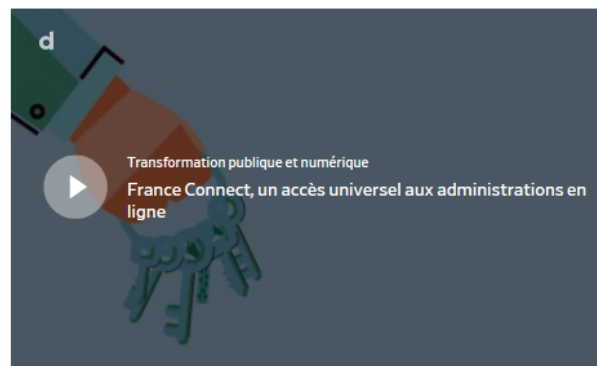 d
Transformation publique et numérique
France Connect, un accès universel aux administrations en
ligne